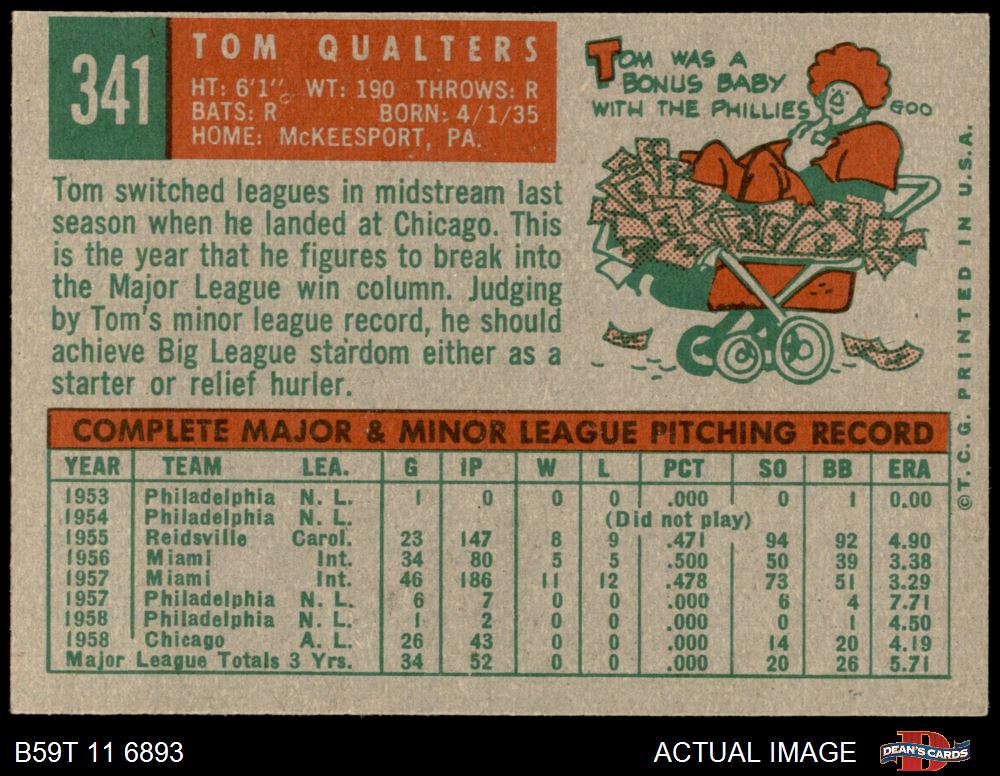 341
TOM QUALTERS
HT: 6'1" WT: 190 THROWS: R
BATS: R BORN: 4/1/35
HOME: McKEESPORT, PA.
TOM WAS A
BONUS BABY
WITH THE PHILLIES
GOO
Tom switched leagues in midstream last
season when he landed at Chicago. This
is the year that he figures to break into
the Major League win column. Judging
by Tom's minor league record, he should
achieve Big League stardom either as a
starter or relief hurler.
COMPLETE MAJOR & MINOR LEAGUE PITCHING RECORD
YEAR TEAM LEA. G IP W L PCT SO BB ERA
1953 Philadelphia N. L. 1 0 0 0 .000 0 1 0.00
1954 Philadelphia N. L. (Did not play)
1955 Reidsville Carol. 23 147 8 9 .471 94 92 4.90
1956 Miami Int. 34 80 5 5 .500 50 39 3.38
1957 Miami Int. 46 186 11 12 .478 73 51 3.29
1957 Philadelphia N. L. 6 7 0 0 .000 6 4 7.71
1958 Philadelphia N. L. 1 2 0 0 .000 0 1 4.50
1958 Chicago A. L. 26 43 0 0 .000 14 20 4.19
Major League Totals 3 Yrs. 34 52 0 0 .000 20 26 5.71
©T.C.G. PRINTED IN U.S.A.
B59T 11 6893
ACTUAL IMAGE
DEAN'S CARDS